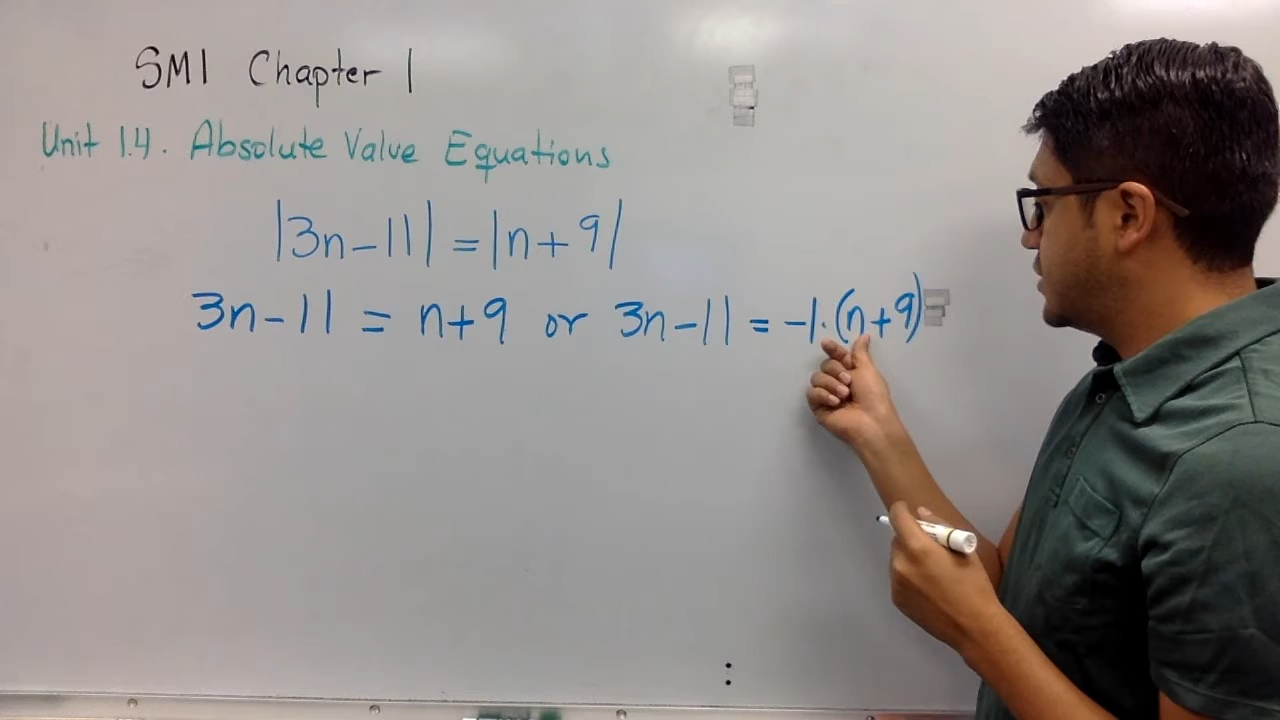 SM1 Chapter 1
Unit 1.4. Absolute Value Equations
|3n-11| = |n+9|
3n-11 = n+9 or 3n-11 = -1·(n+9)